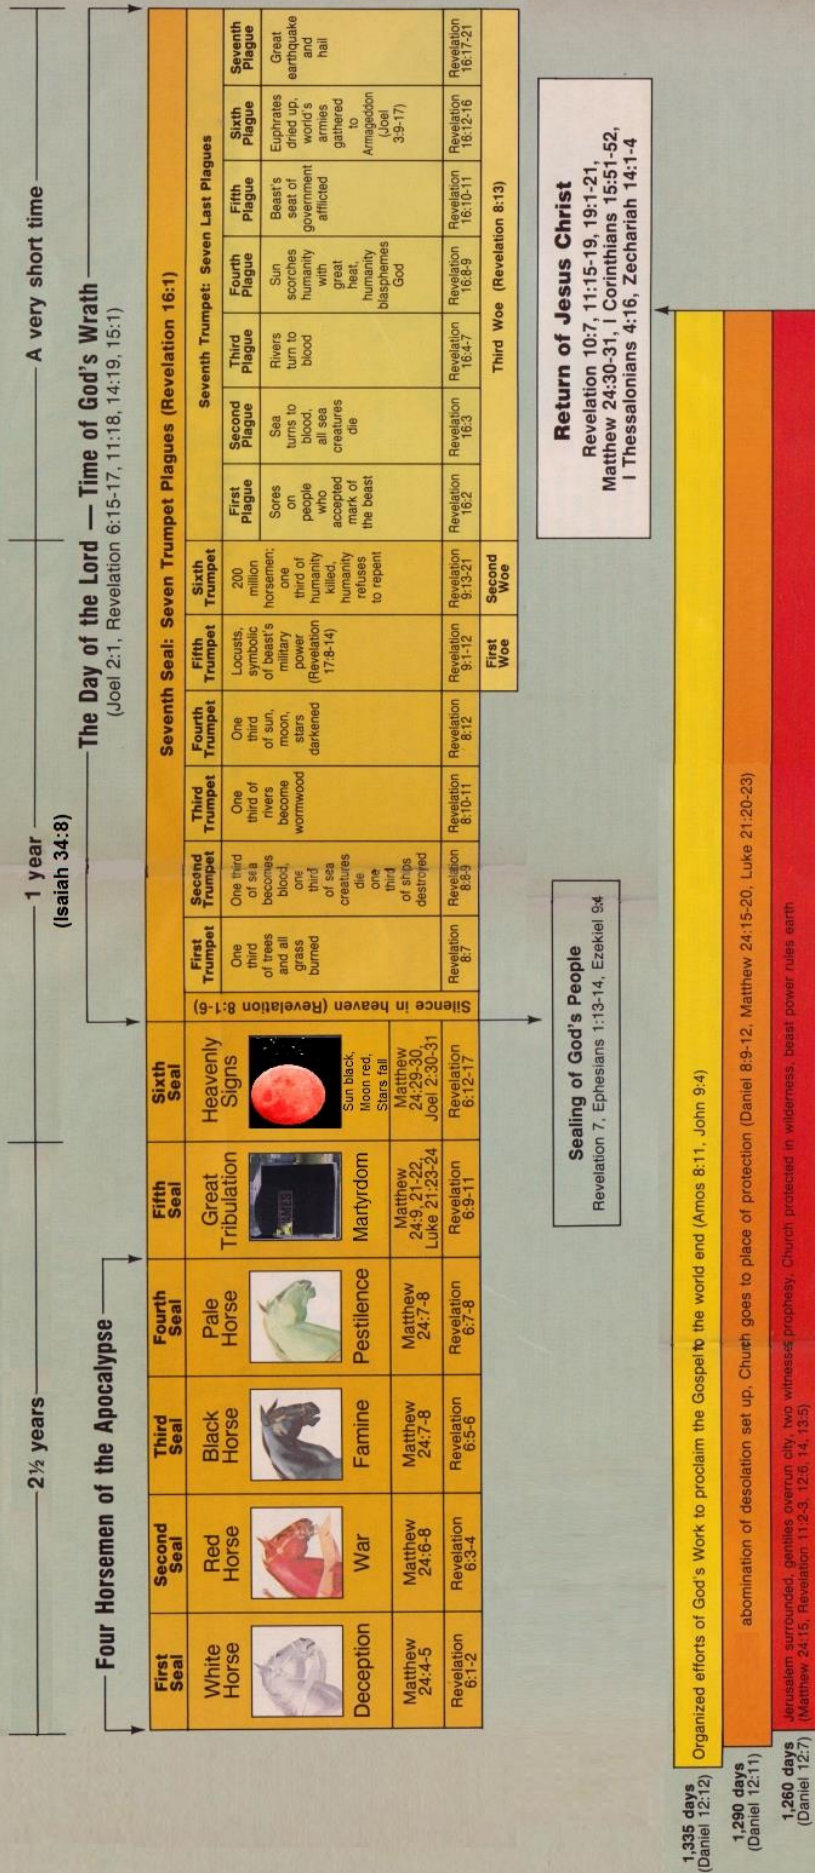 2½ years
1 year
(Isaiah 34:8)
A very short time
Four Horsemen of the Apocalypse
The Day of the Lord — Time of God's Wrath
(Joel 2:1, Revelation 6:15-17, 11:18, 14:19, 15:1)
First
Seal
White
Horse
Deception
Matthew
24:4-5
Revelation
6:1-2
Second
Seal
Red
Horse
War
Matthew
24:6-8
Revelation
6:3-4
Third
Seal
Black
Horse
Famine
Matthew
24:7-8
Revelation
6:5-6
Fourth
Seal
Pale
Horse
Pestilence
Matthew
24:7-8
Revelation
6:7-8
Fifth
Seal
Great
Tribulation
Martyrdom
Matthew
24:9, 21-22,
Luke 21:23-24
Revelation
6:9-11
Sixth
Seal
Heavenly
Signs
Sun black,
Moon red,
Stars fall
Matthew
24:29-30,
Joel 2:30-31
Revelation
6:12-17
Seventh Seal: Seven Trumpet Plagues (Revelation 16:1)
Silence in heaven (Revelation 8:1-6)
First
Trumpet
One
third
of trees
and all
grass
burned
Revelation
8:7
Second
Trumpet
One third
of sea
becomes
blood,
one
third
of sea
creatures
die
one
third
of ships
destroyed
Revelation
8:8-9
Third
Trumpet
One
third of
rivers
become
wormwood
Revelation
8:10-11
Fourth
Trumpet
One
third
of sun,
moon,
stars
darkened
Revelation
8:12
Fifth
Trumpet
Locusts,
symbolic
of beast's
military
power
(Revelation
17:8-14)
Revelation
9:1-12
First
Woe
Sixth
Trumpet
200
million
horsemen;
one
third of
humanity
killed,
humanity
refuses
to repent
Revelation
9:13-21
Second
Woe
Seventh Trumpet: Seven Last Plagues
First
Plague
Sores
on
people
who
accepted
mark of
the beast
Revelation
16:2
Second
Plague
Sea
turns to
blood,
all sea
creatures
die
Revelation
16:3
Third
Plague
Rivers
turn to
blood
Revelation
16:4-7
Fourth
Plague
Sun
scorches
humanity
with
great
heat,
humanity
blasphemes
God
Revelation
16:8-9
Fifth
Plague
Beast's
seat of
government
afflicted
Revelation
16:10-11
Sixth
Plague
Euphrates
dried up,
world's
armies
gathered
to
Armageddon
(Joel
3:9-17)
Revelation
16:12-16
Seventh
Plague
Great
earthquake
and
hail
Revelation
16:17-21
Third Woe (Revelation 8:13)
Sealing of God's People
Revelation 7, Ephesians 1:13-14, Ezekiel 9:4
Return of Jesus Christ
Revelation 10:7, 11:15-19, 19:1-21,
Matthew 24:30-31, I Corinthians 15:51-52,
I Thessalonians 4:16, Zechariah 14:1-4
1,335 days
(Daniel 12:12)
Organized efforts of God's Work to proclaim the Gospel to the world end (Amos 8:11, John 9:4)
1,290 days
(Daniel 12:11)
abomination of desolation set up, Church goes to place of protection (Daniel 8:9-12, Matthew 24:15-20, Luke 21:20-23)
1,260 days
(Daniel 12:7)
Jerusalem surrounded, gentiles overrun city, two witnesses prophesy, Church protected in wilderness, beast power rules earth
(Matthew 24:15, Revelation 11:2-3, 12:6, 14, 13:5)